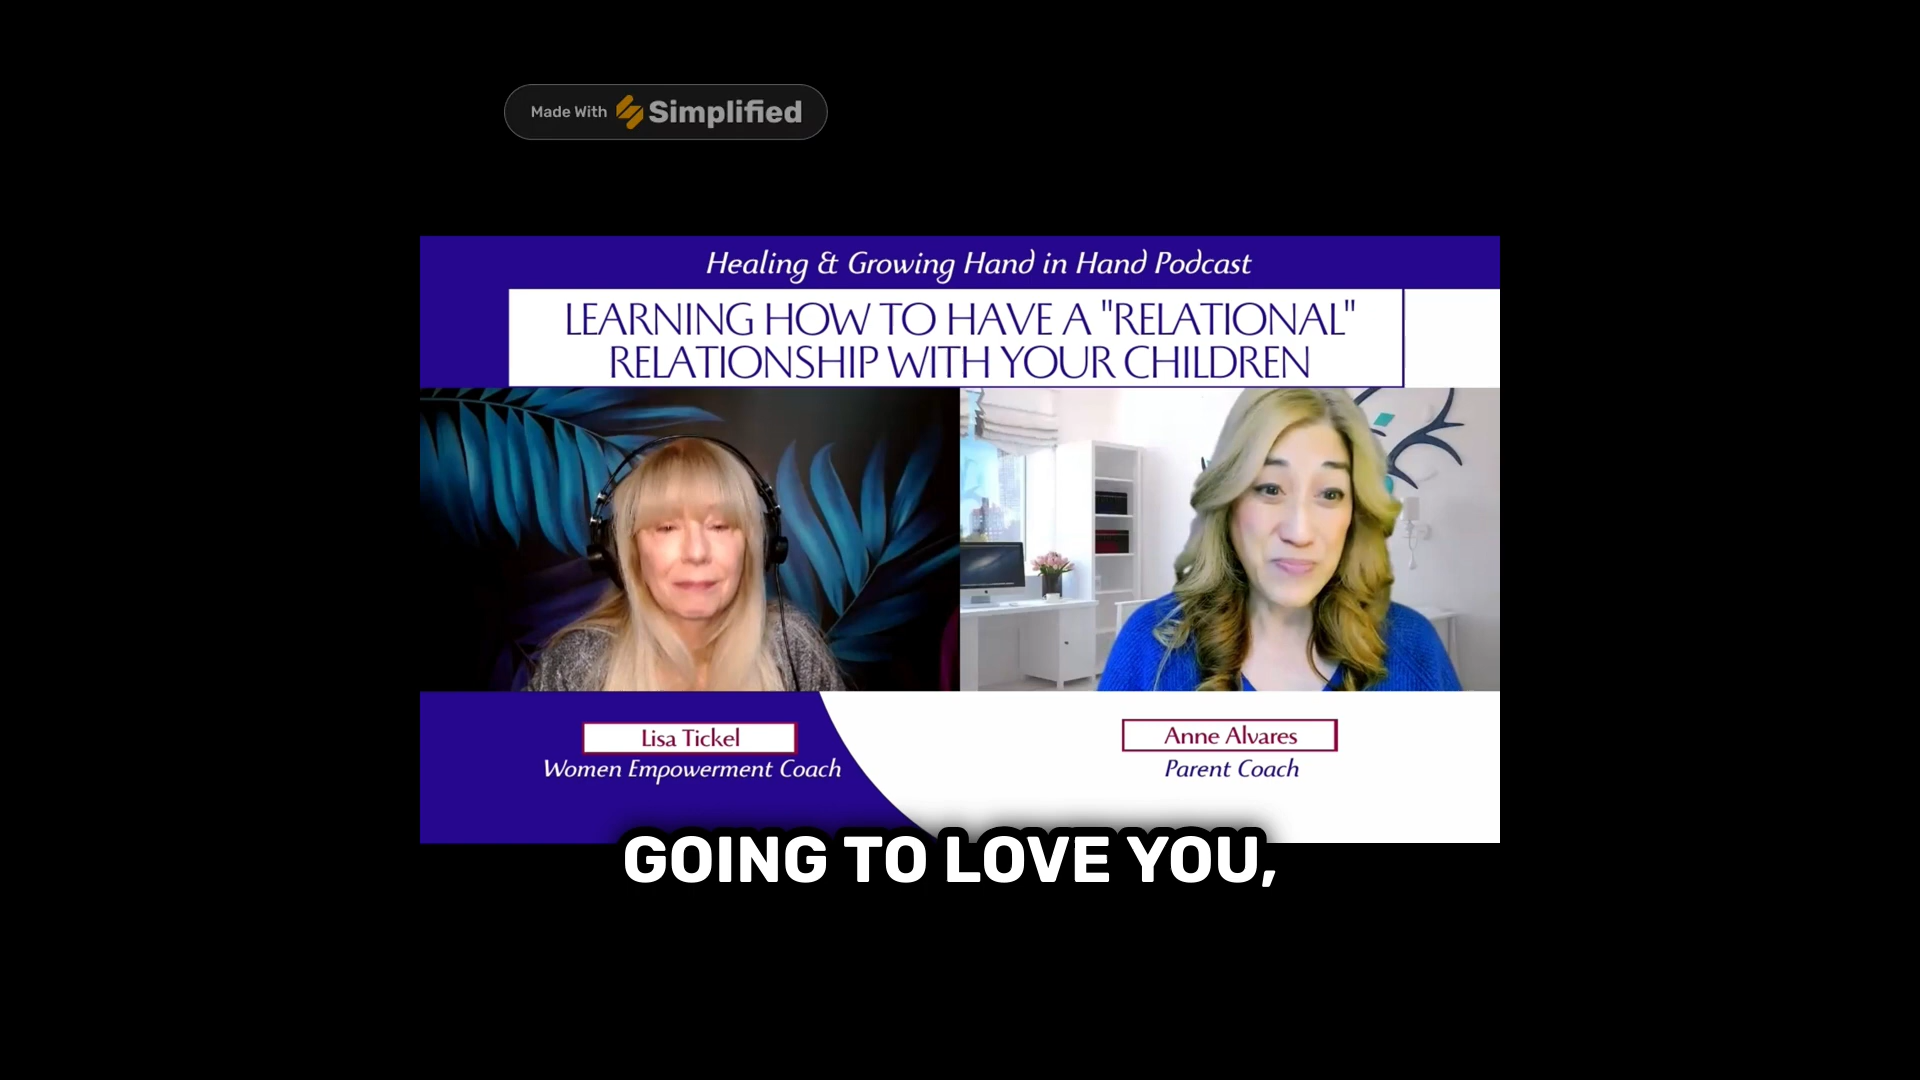 Made With Simplified
Healing & Growing Hand in Hand Podcast
LEARNING HOW TO HAVE A "RELATIONAL"
RELATIONSHIP WITH YOUR CHILDREN
Lisa Tickel
Women Empowerment Coach
Anne Alvares
Parent Coach
GOING TO LOVE YOU,